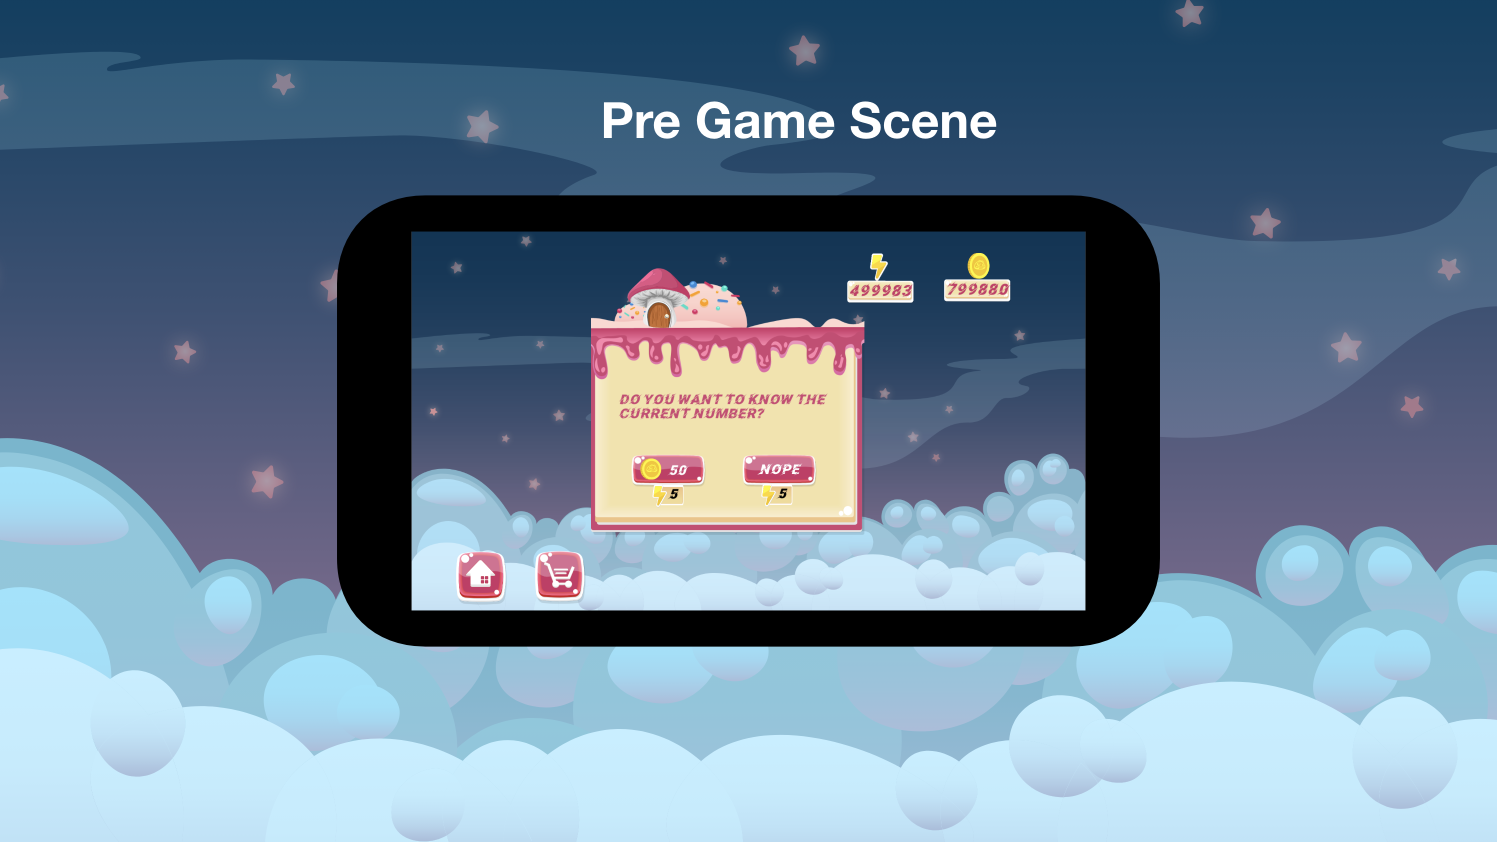 Pre Game Scene
499983
799880
DO YOU WANT TO KNOW THE
CURRENT NUMBER?
50
NOPE
5
5